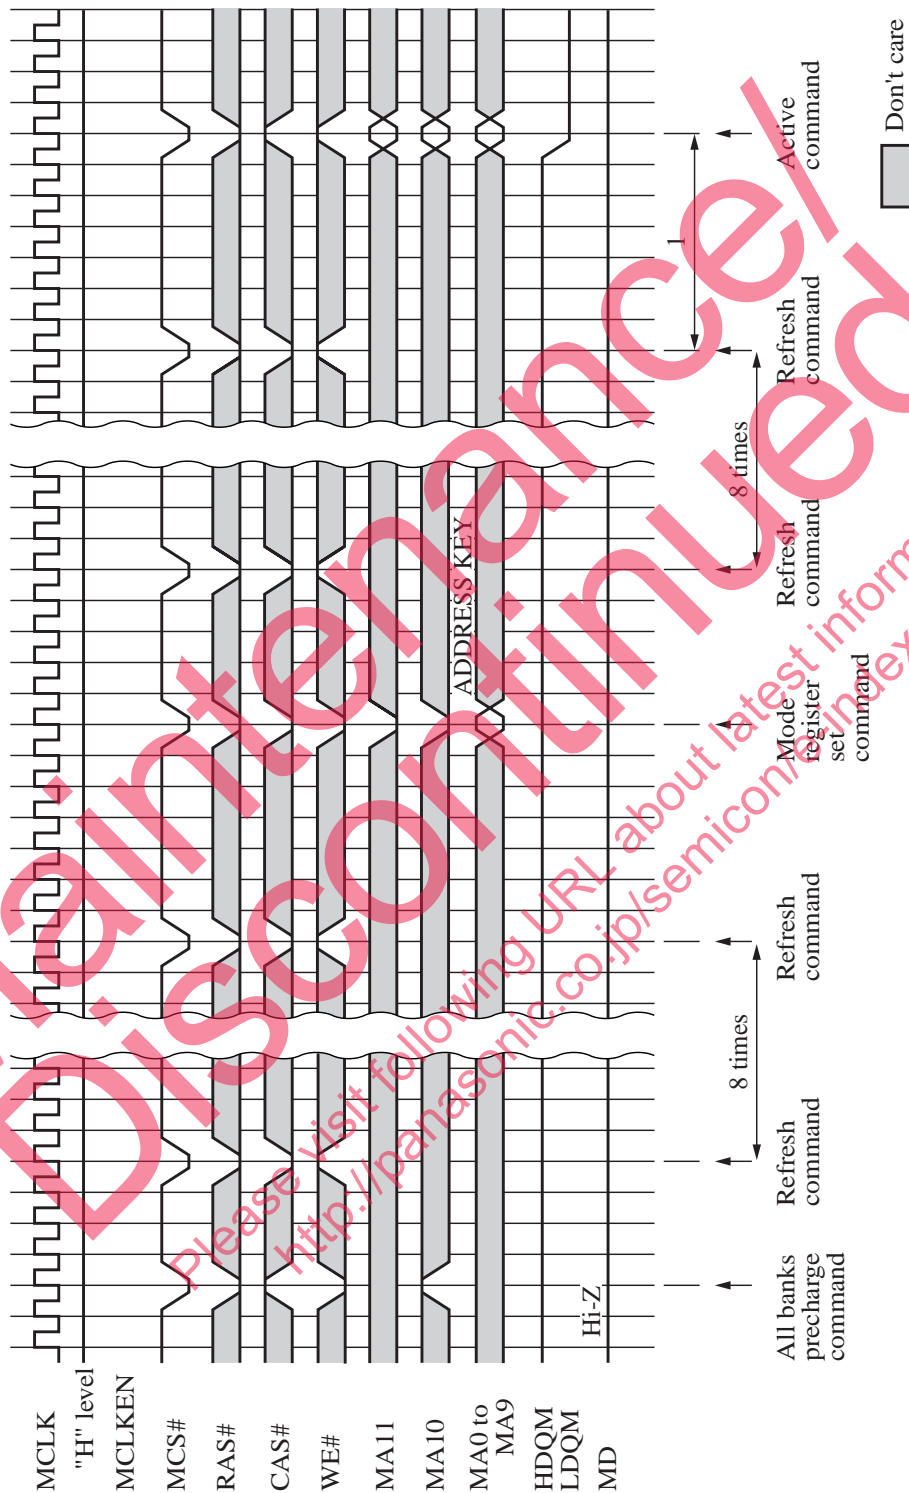 MCLK
"H" level
MCLKEN
MCS#
RAS#
CAS#
WE#
MA11
MA10
MA0 to
MA9
HDQM
LDQM
MD
Hi-Z
ADDRESS KEY
8 times
8 times
1
All banks
precharge
command
Refresh
command
Refresh
command
Mode
register
set
command
Refresh
command
Refresh
command
Active
command
Don't care
aintenance/
Discontinued
Please visit following URL about latest inform
http://panasonic.co.jp/semicon/e-index